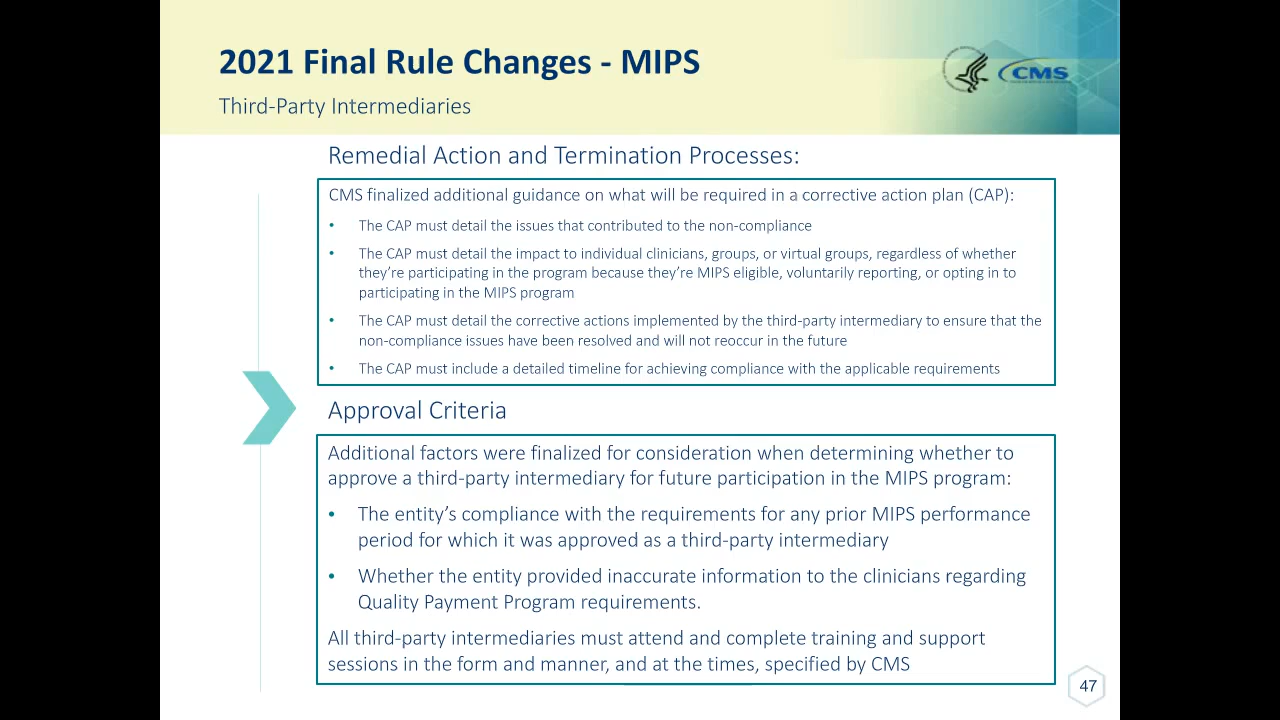 2021 Final Rule Changes - MIPS
Third-Party Intermediaries
CMS
Remedial Action and Termination Processes:
CMS finalized additional guidance on what will be required in a corrective action plan (CAP):
• The CAP must detail the issues that contributed to the non-compliance
• The CAP must detail the impact to individual clinicians, groups, or virtual groups, regardless of whether
they're participating in the program because they're MIPS eligible, voluntarily reporting, or opting in to
participating in the MIPS program
• The CAP must detail the corrective actions implemented by the third-party intermediary to ensure that the
non-compliance issues have been resolved and will not reoccur in the future
• The CAP must include a detailed timeline for achieving compliance with the applicable requirements
Approval Criteria
Additional factors were finalized for consideration when determining whether to
approve a third-party intermediary for future participation in the MIPS program:
• The entity's compliance with the requirements for any prior MIPS performance
period for which it was approved as a third-party intermediary
• Whether the entity provided inaccurate information to the clinicians regarding
Quality Payment Program requirements.
All third-party intermediaries must attend and complete training and support
sessions in the form and manner, and at the times, specified by CMS
47